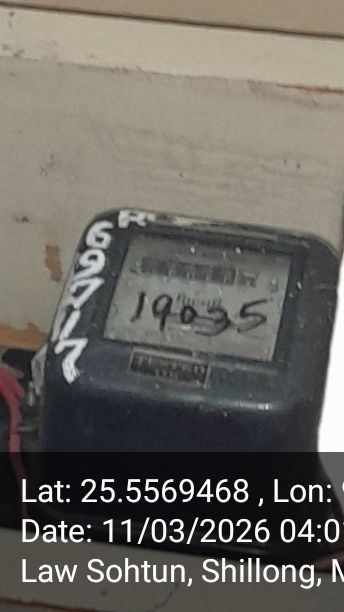 69717
19035
Lat: 25.5569468 , Lon:
Date: 11/03/2026 04:0
Law Sohtun, Shillong, M